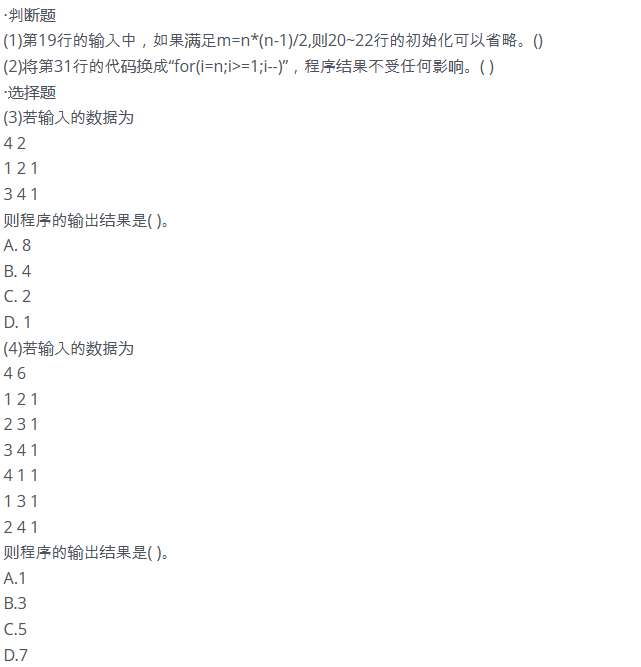 ·判断题
(1)第19行的输入中，如果满足m=n*(n-1)/2,则20~22行的初始化可以省略。()
(2)将第31行的代码换成“for(i=n;i>=1;i--)”，程序结果不受任何影响。( )
·选择题
(3)若输入的数据为
4 2
1 2 1
3 4 1
则程序的输出结果是( )。
A. 8
B. 4
C. 2
D. 1
(4)若输入的数据为
4 6
1 2 1
2 3 1
3 4 1
4 1 1
1 3 1
2 4 1
则程序的输出结果是( )。
A.1
B.3
C.5
D.7